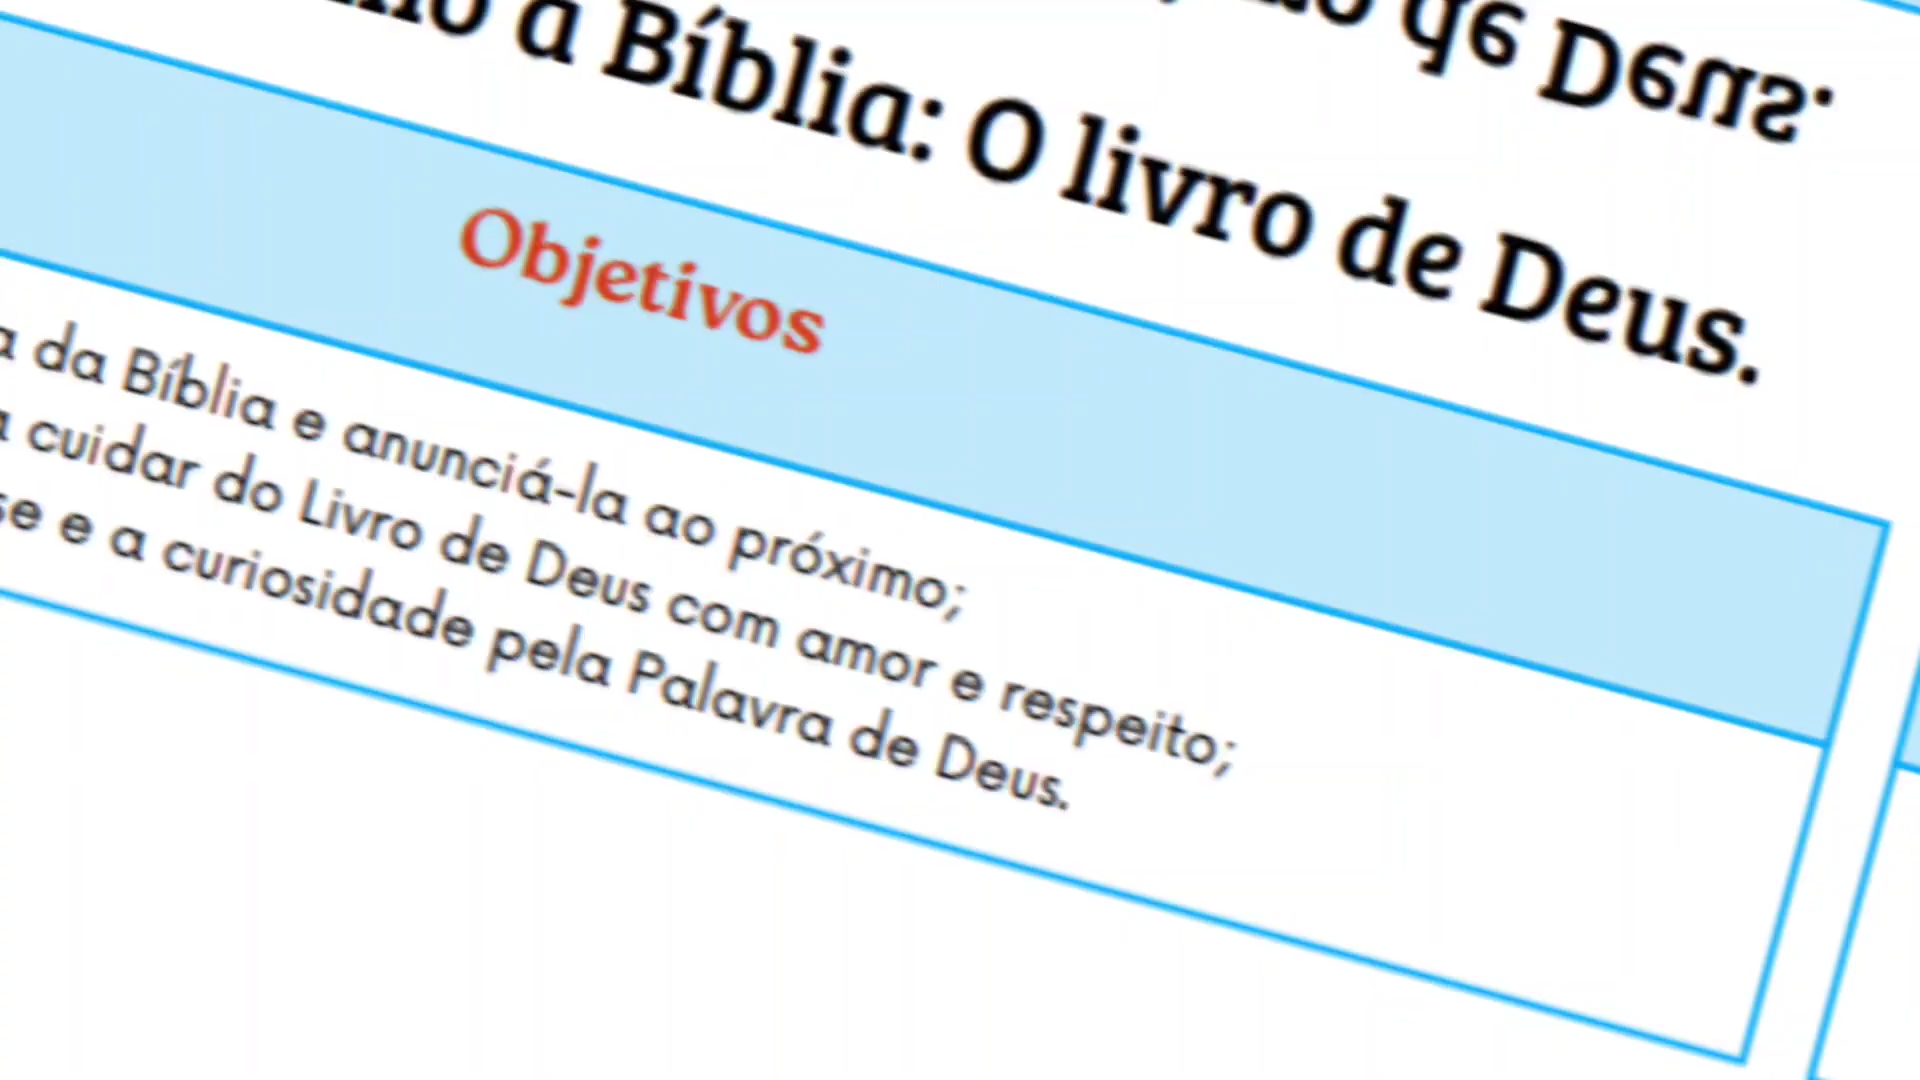 a Bíblia: O livro de Deus.
Objetivos
da Bíblia e anunciá-la ao próximo;
cuidar do Livro de Deus com amor e respeito;
e a curiosidade pela Palavra de Deus.